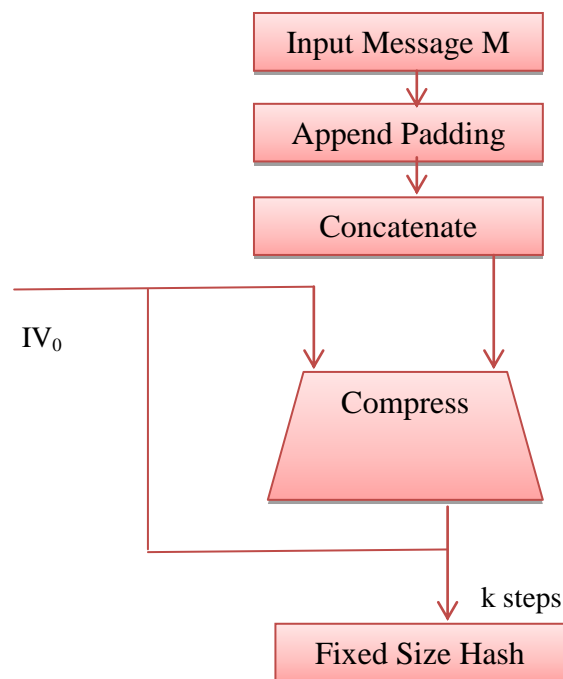 Input Message M
Append Padding
Concatenate
IV₀
Compress
k steps
Fixed Size Hash